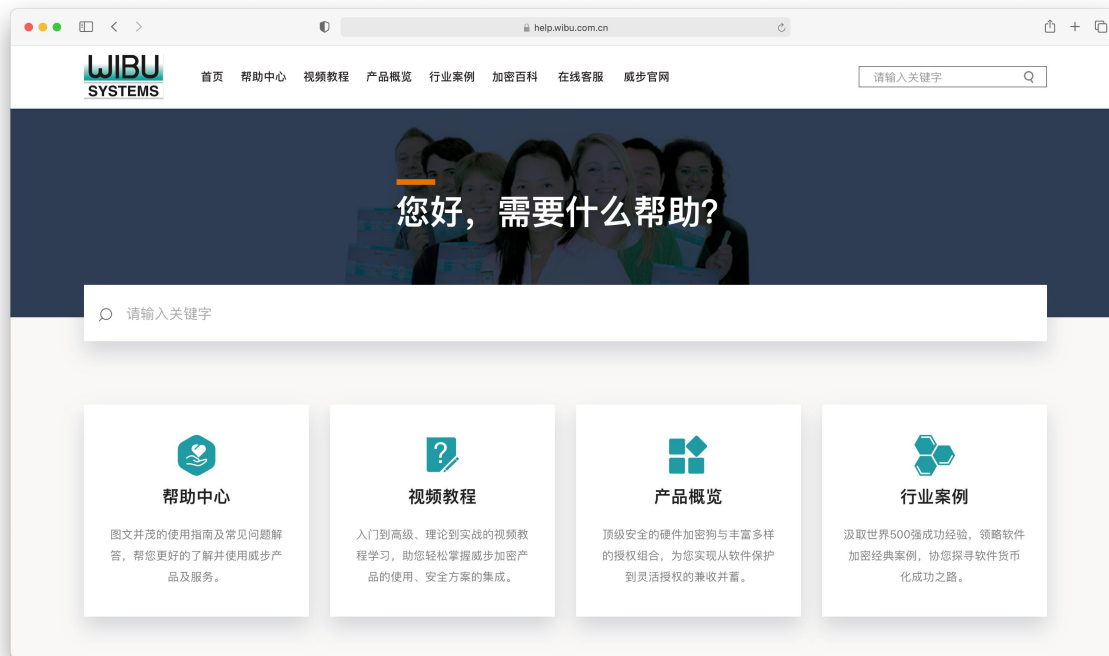 help.wibu.com.cn
WIBU
SYSTEMS
首页 帮助中心 视频教程 产品概览 行业案例 加密百科 在线客服 威步官网
请输入关键字
您好，需要什么帮助?
请输入关键字
帮助中心
图文并茂的使用指南及常见问题解
答，帮您更好的了解并使用威步产
品及服务。
视频教程
入门到高级、理论到实战的视频教
程学习，助您轻松掌握威步加密产
品的使用、安全方案的集成。
产品概览
顶级安全的硬件加密狗与丰富多样
的授权组合，为您实现从软件保护
到灵活授权的兼收并蓄。
行业案例
汲取世界500强成功经验，领略软件
加密经典案例，协您探寻软件货币
化成功之路。